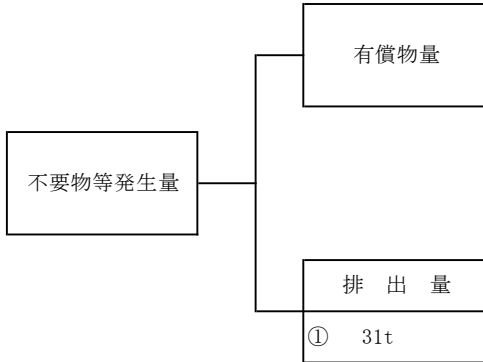 有償物量
不要物等発生量
排 出 量
① 31t